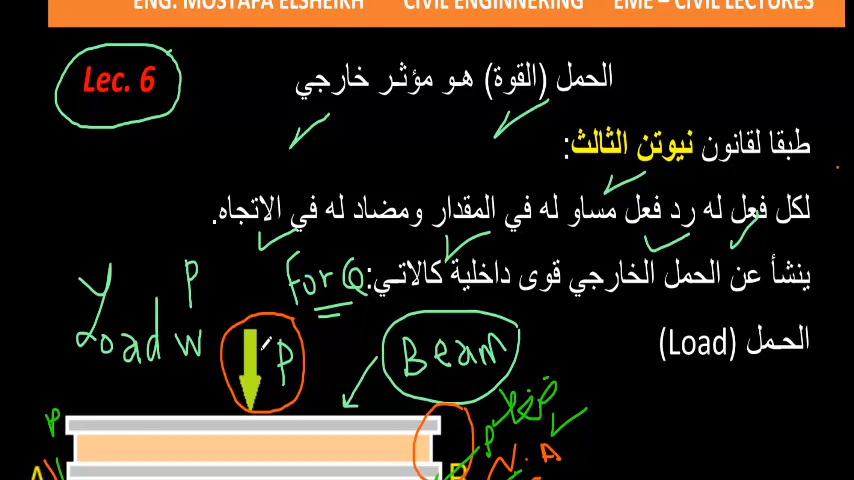 ENG. MOSTAFA ELSHEIKH CIVIL ENGINNERING EME – CIVIL LECTURES
Lec. 6
الحمل (القوة) هو مؤثر خارجي
طبقا لقانون نيوتن الثالث:
لكل فعل له رد فعل مساو له في المقدار ومضاد له في الاتجاه.
ينشأ عن الحمل الخارجي قوى داخلية كالاتي:
الحمل (Load)
Load
P
w
P
Beam
P
ضغط
P
N. A